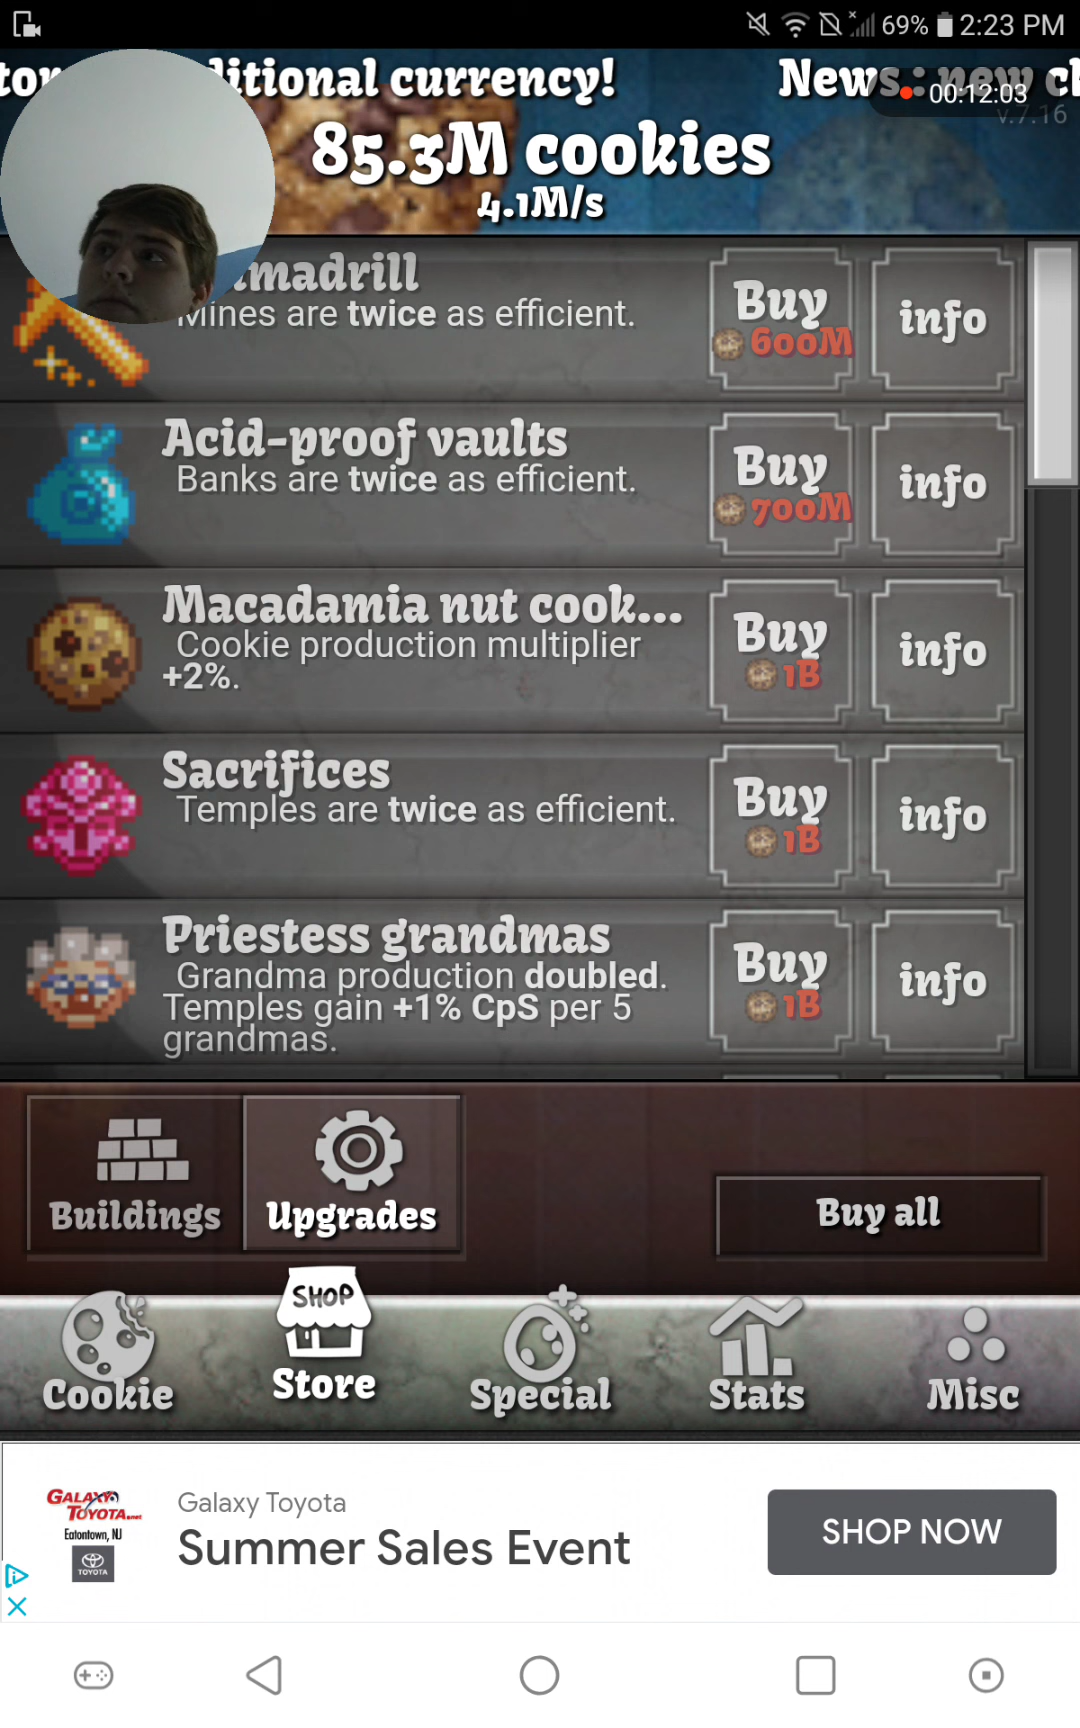 69% 2:23 PM
ditional currency! News: new
00:12:03
v.7.16
85.3M cookies
4.1M/s
madrill
Mines are twice as efficient.
Buy
600M
info
Acid-proof vaults
Banks are twice as efficient.
Buy
700M
info
Macadamia nut cook...
Cookie production multiplier
+2%.
Buy
1B
info
Sacrifices
Temples are twice as efficient.
Buy
1B
info
Priestess grandmas
Grandma production doubled.
Temples gain +1% CpS per 5
grandmas.
Buy
1B
info
Buildings
Upgrades
Buy all
SHOP
Cookie
Store
Special
Stats
Misc
GALAXY
TOYOTA.net
Eatontown, NJ
TOYOTA
Galaxy Toyota
Summer Sales Event
SHOP NOW